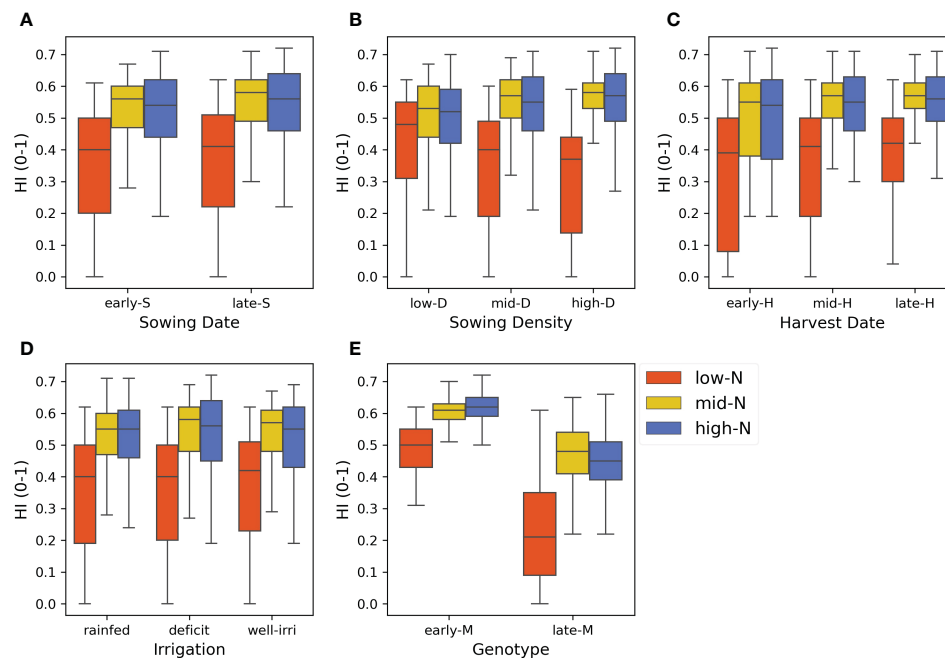 A
HI (0-1)
0.7
0.6
0.5
0.4
0.3
0.2
0.1
0.0
early-S late-S
Sowing Date
B
HI (0-1)
0.7
0.6
0.5
0.4
0.3
0.2
0.1
0.0
low-D mid-D high-D
Sowing Density
C
HI (0-1)
0.7
0.6
0.5
0.4
0.3
0.2
0.1
0.0
early-H mid-H late-H
Harvest Date
D
HI (0-1)
0.7
0.6
0.5
0.4
0.3
0.2
0.1
0.0
rainfed deficit well-irri
Irrigation
E
HI (0-1)
0.7
0.6
0.5
0.4
0.3
0.2
0.1
0.0
early-M late-M
Genotype
low-N
mid-N
high-N